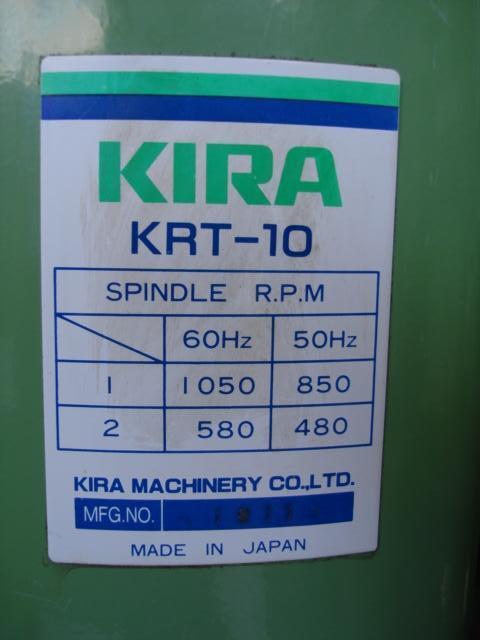 KIRA
KRT-10
SPINDLE R.P.M
60Hz 50Hz
1 1050 850
2 580 480
KIRA MACHINERY CO.,LTD.
MFG.NO.
MADE IN JAPAN